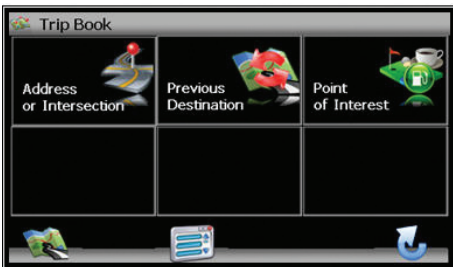 Trip Book
Address
or Intersection
Previous
Destination
Point
of Interest